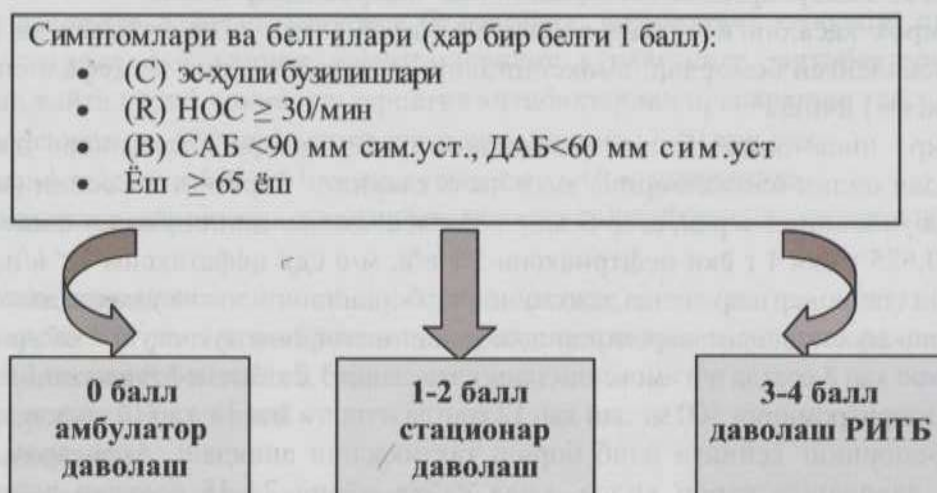 Симптомлари ва белгилари (ҳар бир белги 1 балл):
• (С) эс-ҳуши бузилишлари
• (R) НОС ≥ 30/мин
• (В) САБ <90 мм сим.уст., ДАБ<60 мм сим.уст
• Ёш ≥ 65 ёш
0 балл
амбулатор
даволаш
1-2 балл
стационар
даволаш
3-4 балл
даволаш РИТБ